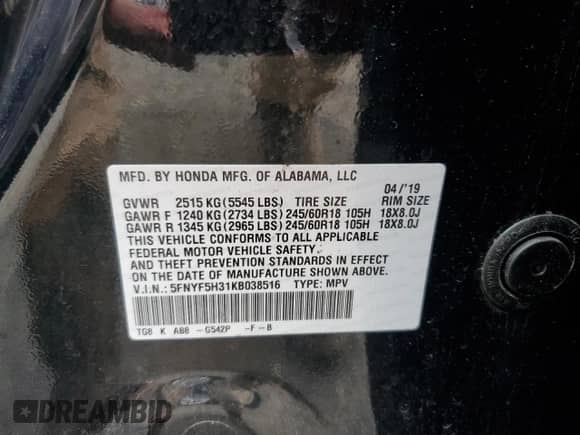 MFD. BY HONDA MFG. OF ALABAMA, LLC
04/'19
GVWR 2515 KG (5545 LBS) TIRE SIZE RIM SIZE
GAWR F 1240 KG (2734 LBS) 245/60R18 105H 18X8.0J
GAWR R 1345 KG (2965 LBS) 245/60R18 105H 18X8.0J
THIS VEHICLE CONFORMS TO ALL APPLICABLE
FEDERAL MOTOR VEHICLE SAFETY
AND THEFT PREVENTION STANDARDS IN EFFECT
ON THE DATE OF MANUFACTURE SHOWN ABOVE.
V.I.N.: 5FNYF5H31KB038516 TYPE: MPV
TG8 K AB8 -G542P -F-B
DREAMBID